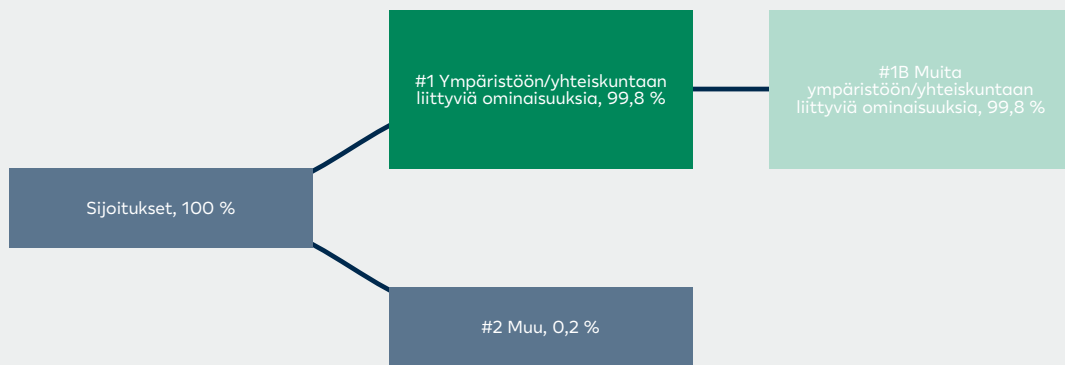 #1 Ympäristöön/yhteiskuntaan
liittyviä ominaisuuksia, 99,8 %
#1B Muita
ympäristöön/yhteiskuntaan
liittyviä ominaisuuksia, 99,8 %
Sijoitukset, 100 %
#2 Muu, 0,2 %